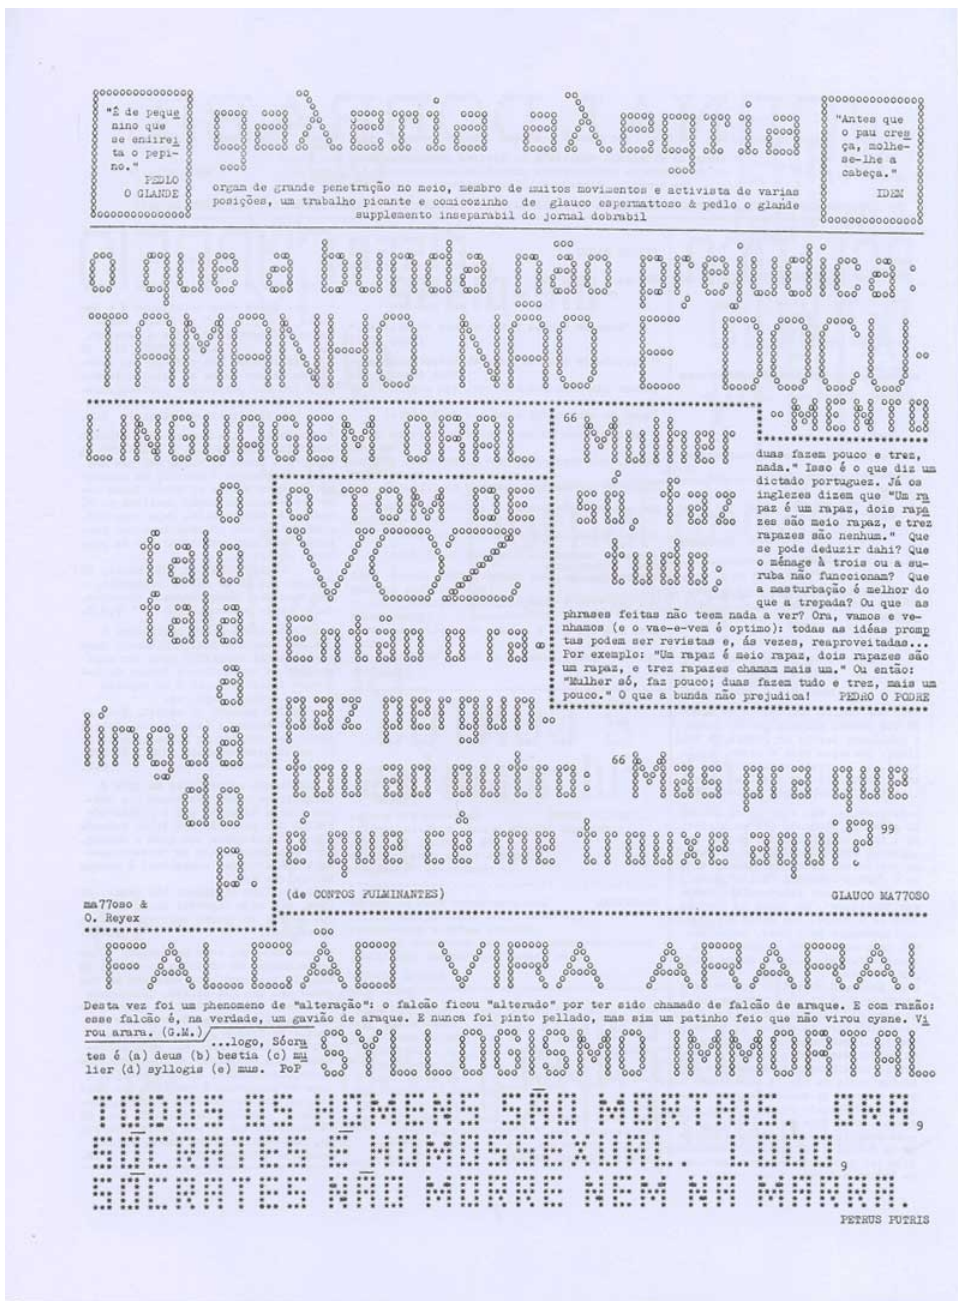 "É de peque
nino que
se endirei
ta o pepi-
no."
PEDLO
O GLANDE
galeria alegria
"Antes que
o pau cres
ça, molhe-
se-lhe a
cabeça."
IDEM
orgam de grande penetração no meio, membro de muitos movimentos e activista de varias
posições, um trabalho picante e comicozinho de glauco espermattoso & pedlo o glande
supplemento inseparabil do jornal dobrabil
o que a bunda não prejudica:
TAMANHO NÃO E DOCU-
-MENTO
LINGUAGEM ORAL
O
falo
fala
a
língua
do
p.
ma77oso &
O. Reyex
"Mulher
só, faz
tudo;
duas fazem pouco e trez,
nada." Isso é o que diz um
dictado portuguez. Já os
inglezes dizem que "Um ra
paz é um rapaz, dois rapa
zes são meio rapaz, e trez
rapazes são nenhum." Que
se pode deduzir dahi? Que
o ménage à trois ou a su-
ruba não funccionam? Que
a masturbação é melhor do
que a trepada? Ou que as
phrases feitas não teem nada a ver? Ora, vamos e ve-
nhamos (e o vae-e-vem é optimo): todas as idéas promp
tas podem ser revistas e, ás vezes, reaproveitadas...
Por exemplo: "Um rapaz é meio rapaz, dois rapazes são
um rapaz, e trez rapazes chamam mais um." Ou então:
"Mulher só, faz pouco; duas fazem tudo e trez, mais um
pouco." O que a bunda não prejudica! PEDRO O PODRE
O TOM DE
VOZ
Então o ra-
paz pergun-
tou ao outro: "Mas pra que
é que cê me trouxe aqui?"
(de CONTOS FULMINANTES) GLAUCO MA77OSO
FALCÃO VIRA ARARA!
Desta vez foi um phenomeno de "alteração": o falcão ficou "alterado" por ter sido chamado de falcão de araque. E com razão:
esse falcão é, na verdade, um gavião de araque. E nunca foi pinto pellado, mas sim um patinho feio que não virou cysne. Vi
rou arara. (G.M.)
...logo, Sócra
tes é (a) deus (b) bestia (c) mu
lier (d) syllogis (e) mus. PoP
SYLLOGISMO IMMORTAL
TODOS OS HOMENS SÃO MORTAIS, ORA,
SÓCRATES É HOMOSSEXUAL. LOGO,
SÓCRATES NÃO MORRE NEM NA MARRA.
PETRUS PUTRIS